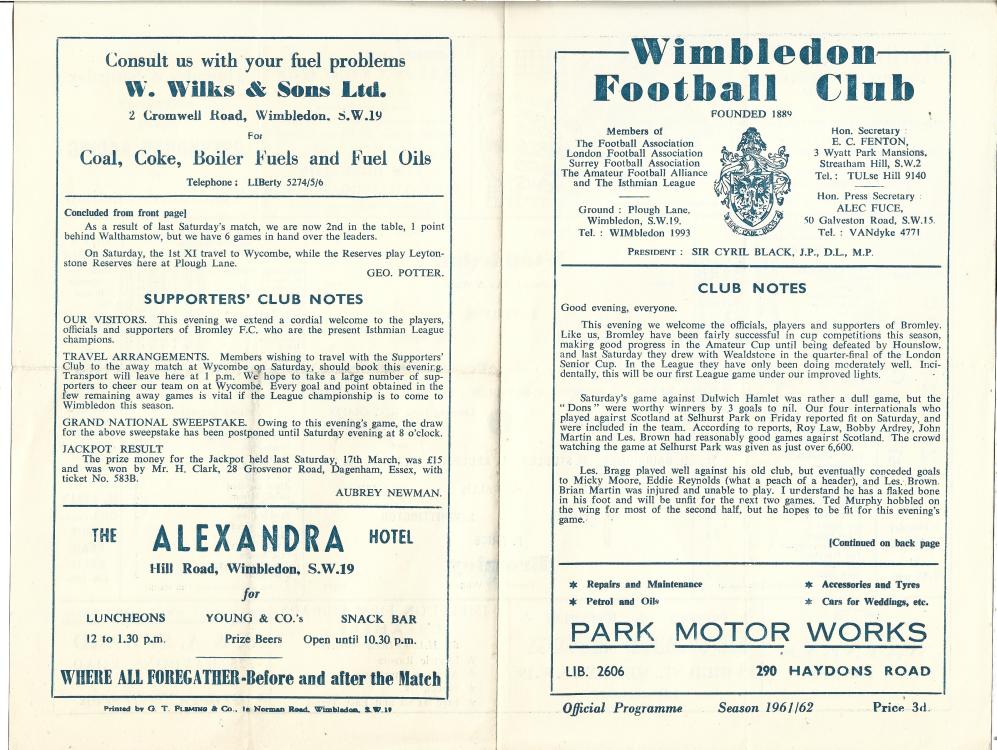 Consult us with your fuel problems
W. Wilks & Sons Ltd.
2 Cromwell Road, Wimbledon, S.W.19
For
Coal, Coke, Boiler Fuels and Fuel Oils
Telephone : LIBerty 5274/5/6
Concluded from front page]
As a result of last Saturday's match, we are now 2nd in the table, 1 point
behind Walthamstow, but we have 6 games in hand over the leaders.
On Saturday, the 1st XI travel to Wycombe, while the Reserves play Leyton-
stone Reserves here at Plough Lane.
GEO. POTTER.
SUPPORTERS' CLUB NOTES
OUR VISITORS. This evening we extend a cordial welcome to the players,
officials and supporters of Bromley F.C. who are the present Isthmian League
champions.
TRAVEL ARRANGEMENTS. Members wishing to travel with the Supporters'
Club to the away match at Wycombe on Saturday, should book this evening.
Transport will leave here at 1 p.m. We hope to take a large number of sup-
porters to cheer our team on at Wycombe. Every goal and point obtained in the
few remaining away games is vital if the League championship is to come to
Wimbledon this season.
GRAND NATIONAL SWEEPSTAKE. Owing to this evening's game, the draw
for the above sweepstake has been postponed until Saturday evening at 8 o'clock.
JACKPOT RESULT
The prize money for the Jackpot held last Saturday, 17th March, was £15
and was won by Mr. H. Clark, 28 Grosvenor Road, Dagenham, Essex, with
ticket No. 583B.
AUBREY NEWMAN.
THE ALEXANDRA HOTEL
Hill Road, Wimbledon, S.W.19
for
LUNCHEONS YOUNG & CO.'s SNACK BAR
12 to 1.30 p.m. Prize Beers Open until 10.30 p.m.
WHERE ALL FOREGATHER-Before and after the Match
Printed by G. T. FLEMING & Co., 1e Norman Road, Wimbledon, S.W.19
Wimbledon
Football Club
FOUNDED 1889
Members of
The Football Association
London Football Association
Surrey Football Association
The Amateur Football Alliance
and The Isthmian League
Ground : Plough Lane,
Wimbledon, S.W.19.
Tel. : WIMbledon 1993
Hon. Secretary :
E. C. FENTON,
3 Wyatt Park Mansions,
Streatham Hill, S.W.2
Tel. : TULse Hill 9140
Hon. Press Secretary :
ALEC FUCE,
50 Galveston Road, S.W.15.
Tel. : VANdyke 4771
PRESIDENT : SIR CYRIL BLACK, J.P., D.L., M.P.
CLUB NOTES
Good evening, everyone.
This evening we welcome the officials, players and supporters of Bromley.
Like us, Bromley have been fairly successful in cup competitions this season,
making good progress in the Amateur Cup until being defeated by Hounslow,
and last Saturday they drew with Wealdstone in the quarter-final of the London
Senior Cup. In the League they have only been doing moderately well. Inci-
dentally, this will be our first League game under our improved lights.
Saturday's game against Dulwich Hamlet was rather a dull game, but the
"Dons" were worthy winners by 3 goals to nil. Our four internationals who
played against Scotland at Selhurst Park on Friday reported fit on Saturday, and
were included in the team. According to reports, Roy Law, Bobby Ardrey, John
Martin and Les. Brown had reasonably good games against Scotland. The crowd
watching the game at Selhurst Park was given as just over 6,600.
Les. Bragg played well against his old club, but eventually conceded goals
to Micky Moore, Eddie Reynolds (what a peach of a header), and Les. Brown.
Brian Martin was injured and unable to play. I understand he has a flaked bone
in his foot and will be unfit for the next two games. Ted Murphy hobbled on
the wing for most of the second half, but he hopes to be fit for this evening's
game.
[Continued on back page
* Repairs and Maintenance * Accessories and Tyres
* Petrol and Oils * Cars for Weddings, etc.
PARK MOTOR WORKS
LIB. 2606 290 HAYDONS ROAD
Official Programme Season 1961/62 Price 3d.